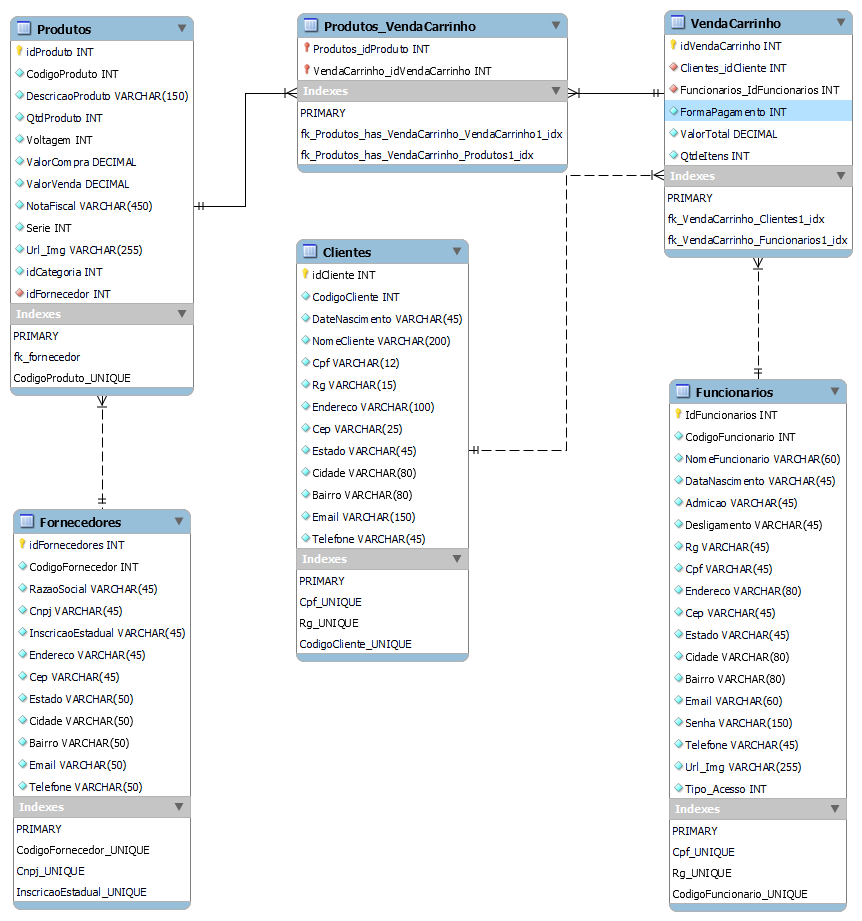 Produtos
idProduto INT
CodigoProduto INT
DescricaoProduto VARCHAR(150)
QtdProduto INT
Voltagem INT
ValorCompra DECIMAL
ValorVenda DECIMAL
NotaFiscal VARCHAR(450)
Serie INT
Url_Img VARCHAR(255)
idCategoria INT
idFornecedor INT
Indexes
PRIMARY
fk_fornecedor
CodigoProduto_UNIQUE
Produtos_VendaCarrinho
Produtos_idProduto INT
VendaCarrinho_idVendaCarrinho INT
Indexes
PRIMARY
fk_Produtos_has_VendaCarrinho_VendaCarrinho1_idx
fk_Produtos_has_VendaCarrinho_Produtos1_idx
VendaCarrinho
idVendaCarrinho INT
Clientes_idCliente INT
Funcionarios_IdFuncionarios INT
FormaPagamento INT
ValorTotal DECIMAL
QtdeItens INT
Indexes
PRIMARY
fk_VendaCarrinho_Clientes1_idx
fk_VendaCarrinho_Funcionarios1_idx
Clientes
idCliente INT
CodigoCliente INT
DateNascimento VARCHAR(45)
NomeCliente VARCHAR(200)
Cpf VARCHAR(12)
Rg VARCHAR(15)
Endereco VARCHAR(100)
Cep VARCHAR(25)
Estado VARCHAR(45)
Cidade VARCHAR(80)
Bairro VARCHAR(80)
Email VARCHAR(150)
Telefone VARCHAR(45)
Indexes
PRIMARY
Cpf_UNIQUE
Rg_UNIQUE
CodigoCliente_UNIQUE
Fornecedores
idFornecedores INT
CodigoFornecedor INT
RazaoSocial VARCHAR(45)
Cnpj VARCHAR(45)
InscricaoEstadual VARCHAR(45)
Endereco VARCHAR(45)
Cep VARCHAR(45)
Estado VARCHAR(50)
Cidade VARCHAR(50)
Bairro VARCHAR(50)
Email VARCHAR(50)
Telefone VARCHAR(50)
Indexes
PRIMARY
CodigoFornecedor_UNIQUE
Cnpj_UNIQUE
InscricaoEstadual_UNIQUE
Funcionarios
IdFuncionarios INT
CodigoFuncionario INT
NomeFuncionario VARCHAR(60)
DataNascimento VARCHAR(45)
Admicao VARCHAR(45)
Desligamento VARCHAR(45)
Rg VARCHAR(45)
Cpf VARCHAR(45)
Endereco VARCHAR(80)
Cep VARCHAR(45)
Estado VARCHAR(45)
Cidade VARCHAR(80)
Bairro VARCHAR(80)
Email VARCHAR(60)
Senha VARCHAR(150)
Telefone VARCHAR(45)
Url_Img VARCHAR(255)
Tipo_Acesso INT
Indexes
PRIMARY
Cpf_UNIQUE
Rg_UNIQUE
CodigoFuncionario_UNIQUE